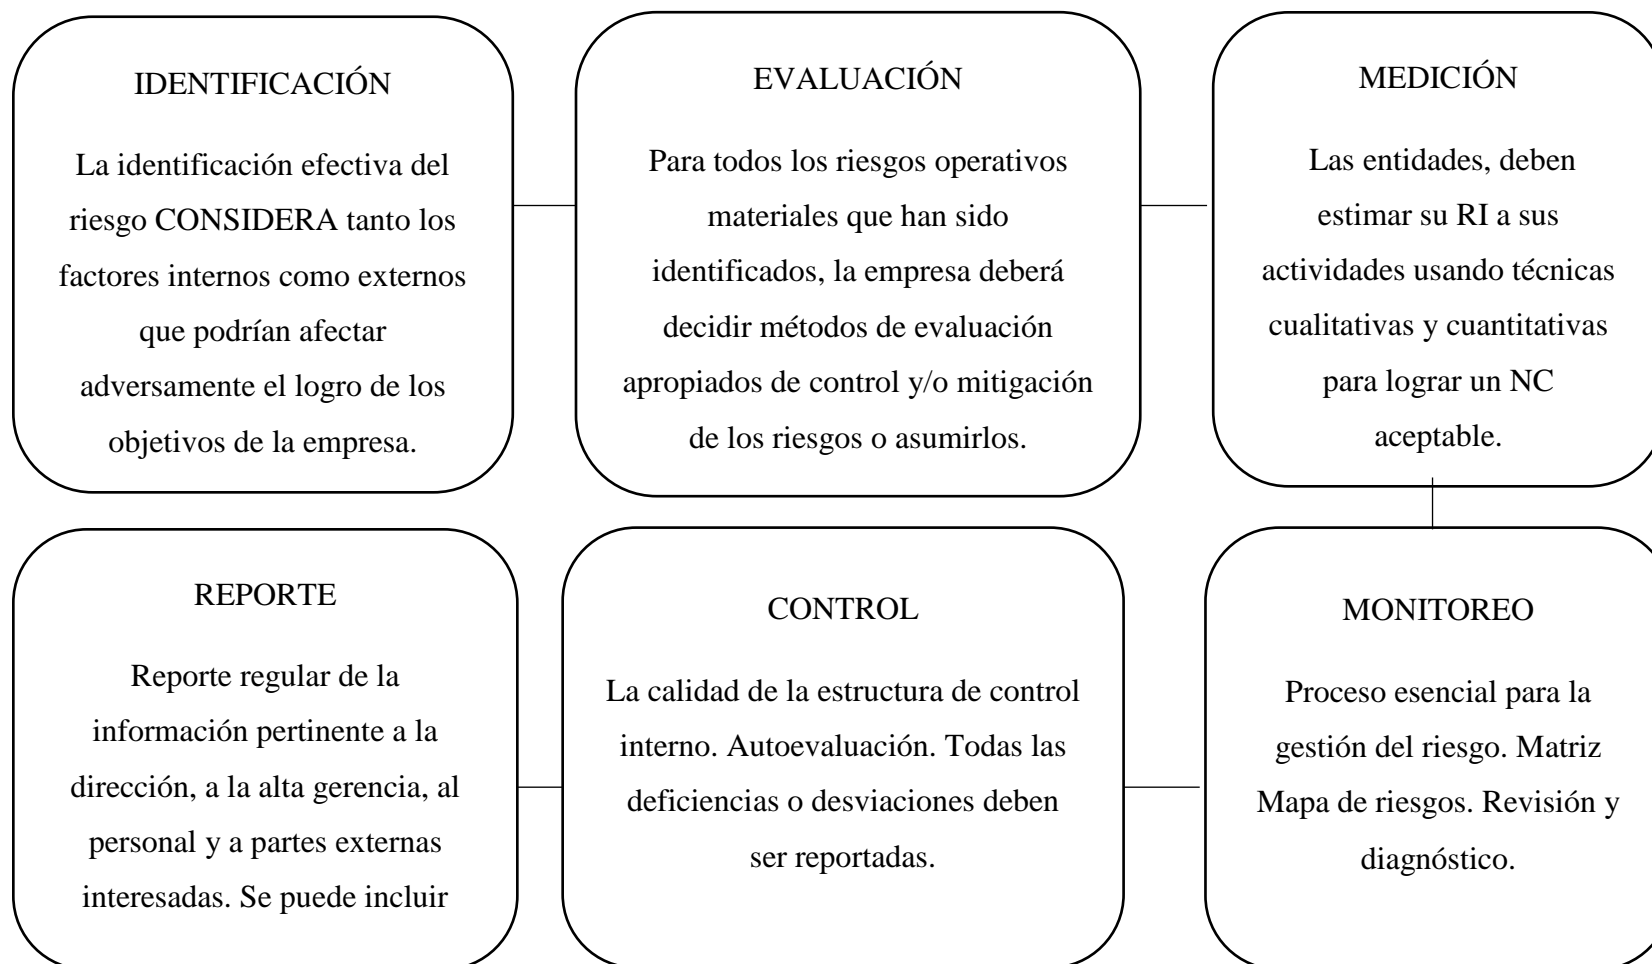 IDENTIFICACIÓN
La identificación efectiva del
riesgo CONSIDERA tanto los
factores internos como externos
que podrían afectar
adversamente el logro de los
objetivos de la empresa.
EVALUACIÓN
Para todos los riesgos operativos
materiales que han sido
identificados, la empresa deberá
decidir métodos de evaluación
apropiados de control y/o mitigación
de los riesgos o asumirlos.
MEDICIÓN
Las entidades, deben
estimar su RI a sus
actividades usando técnicas
cualitativas y cuantitativas
para lograr un NC
aceptable.
REPORTE
Reporte regular de la
información pertinente a la
dirección, a la alta gerencia, al
personal y a partes externas
interesadas. Se puede incluir
CONTROL
La calidad de la estructura de control
interno. Autoevaluación. Todas las
deficiencias o desviaciones deben
ser reportadas.
MONITOREO
Proceso esencial para la
gestión del riesgo. Matriz
Mapa de riesgos. Revisión y
diagnóstico.